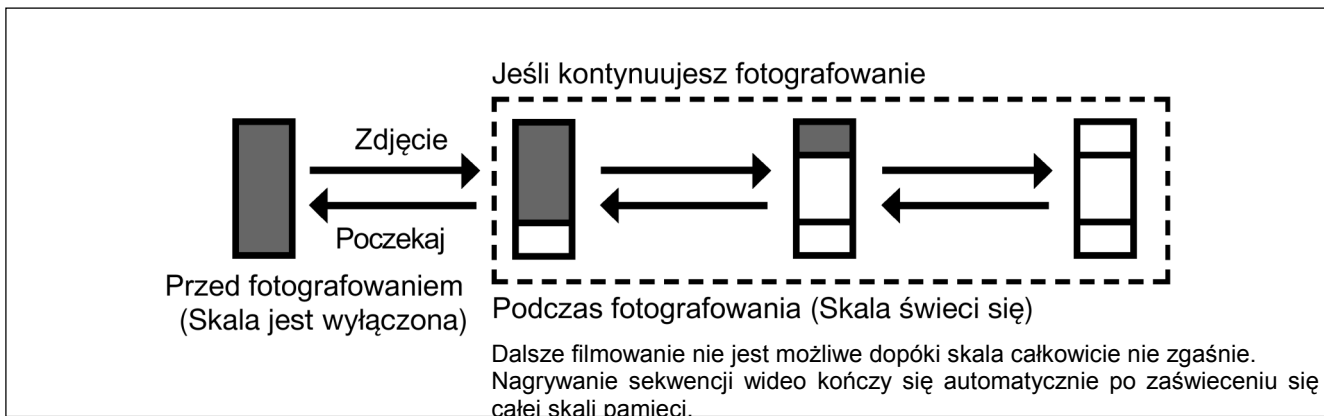 Jeśli kontynuujesz fotografowanie
Zdjęcie
Poczekaj
Przed fotografowaniem
(Skala jest wyłączona)
Podczas fotografowania (Skala świeci się)
Dalsze filmowanie nie jest możliwe dopóki skala całkowicie nie zgaśnie.
Nagrywanie sekwencji wideo kończy się automatycznie po zaświeceniu się
całej skali pamięci.